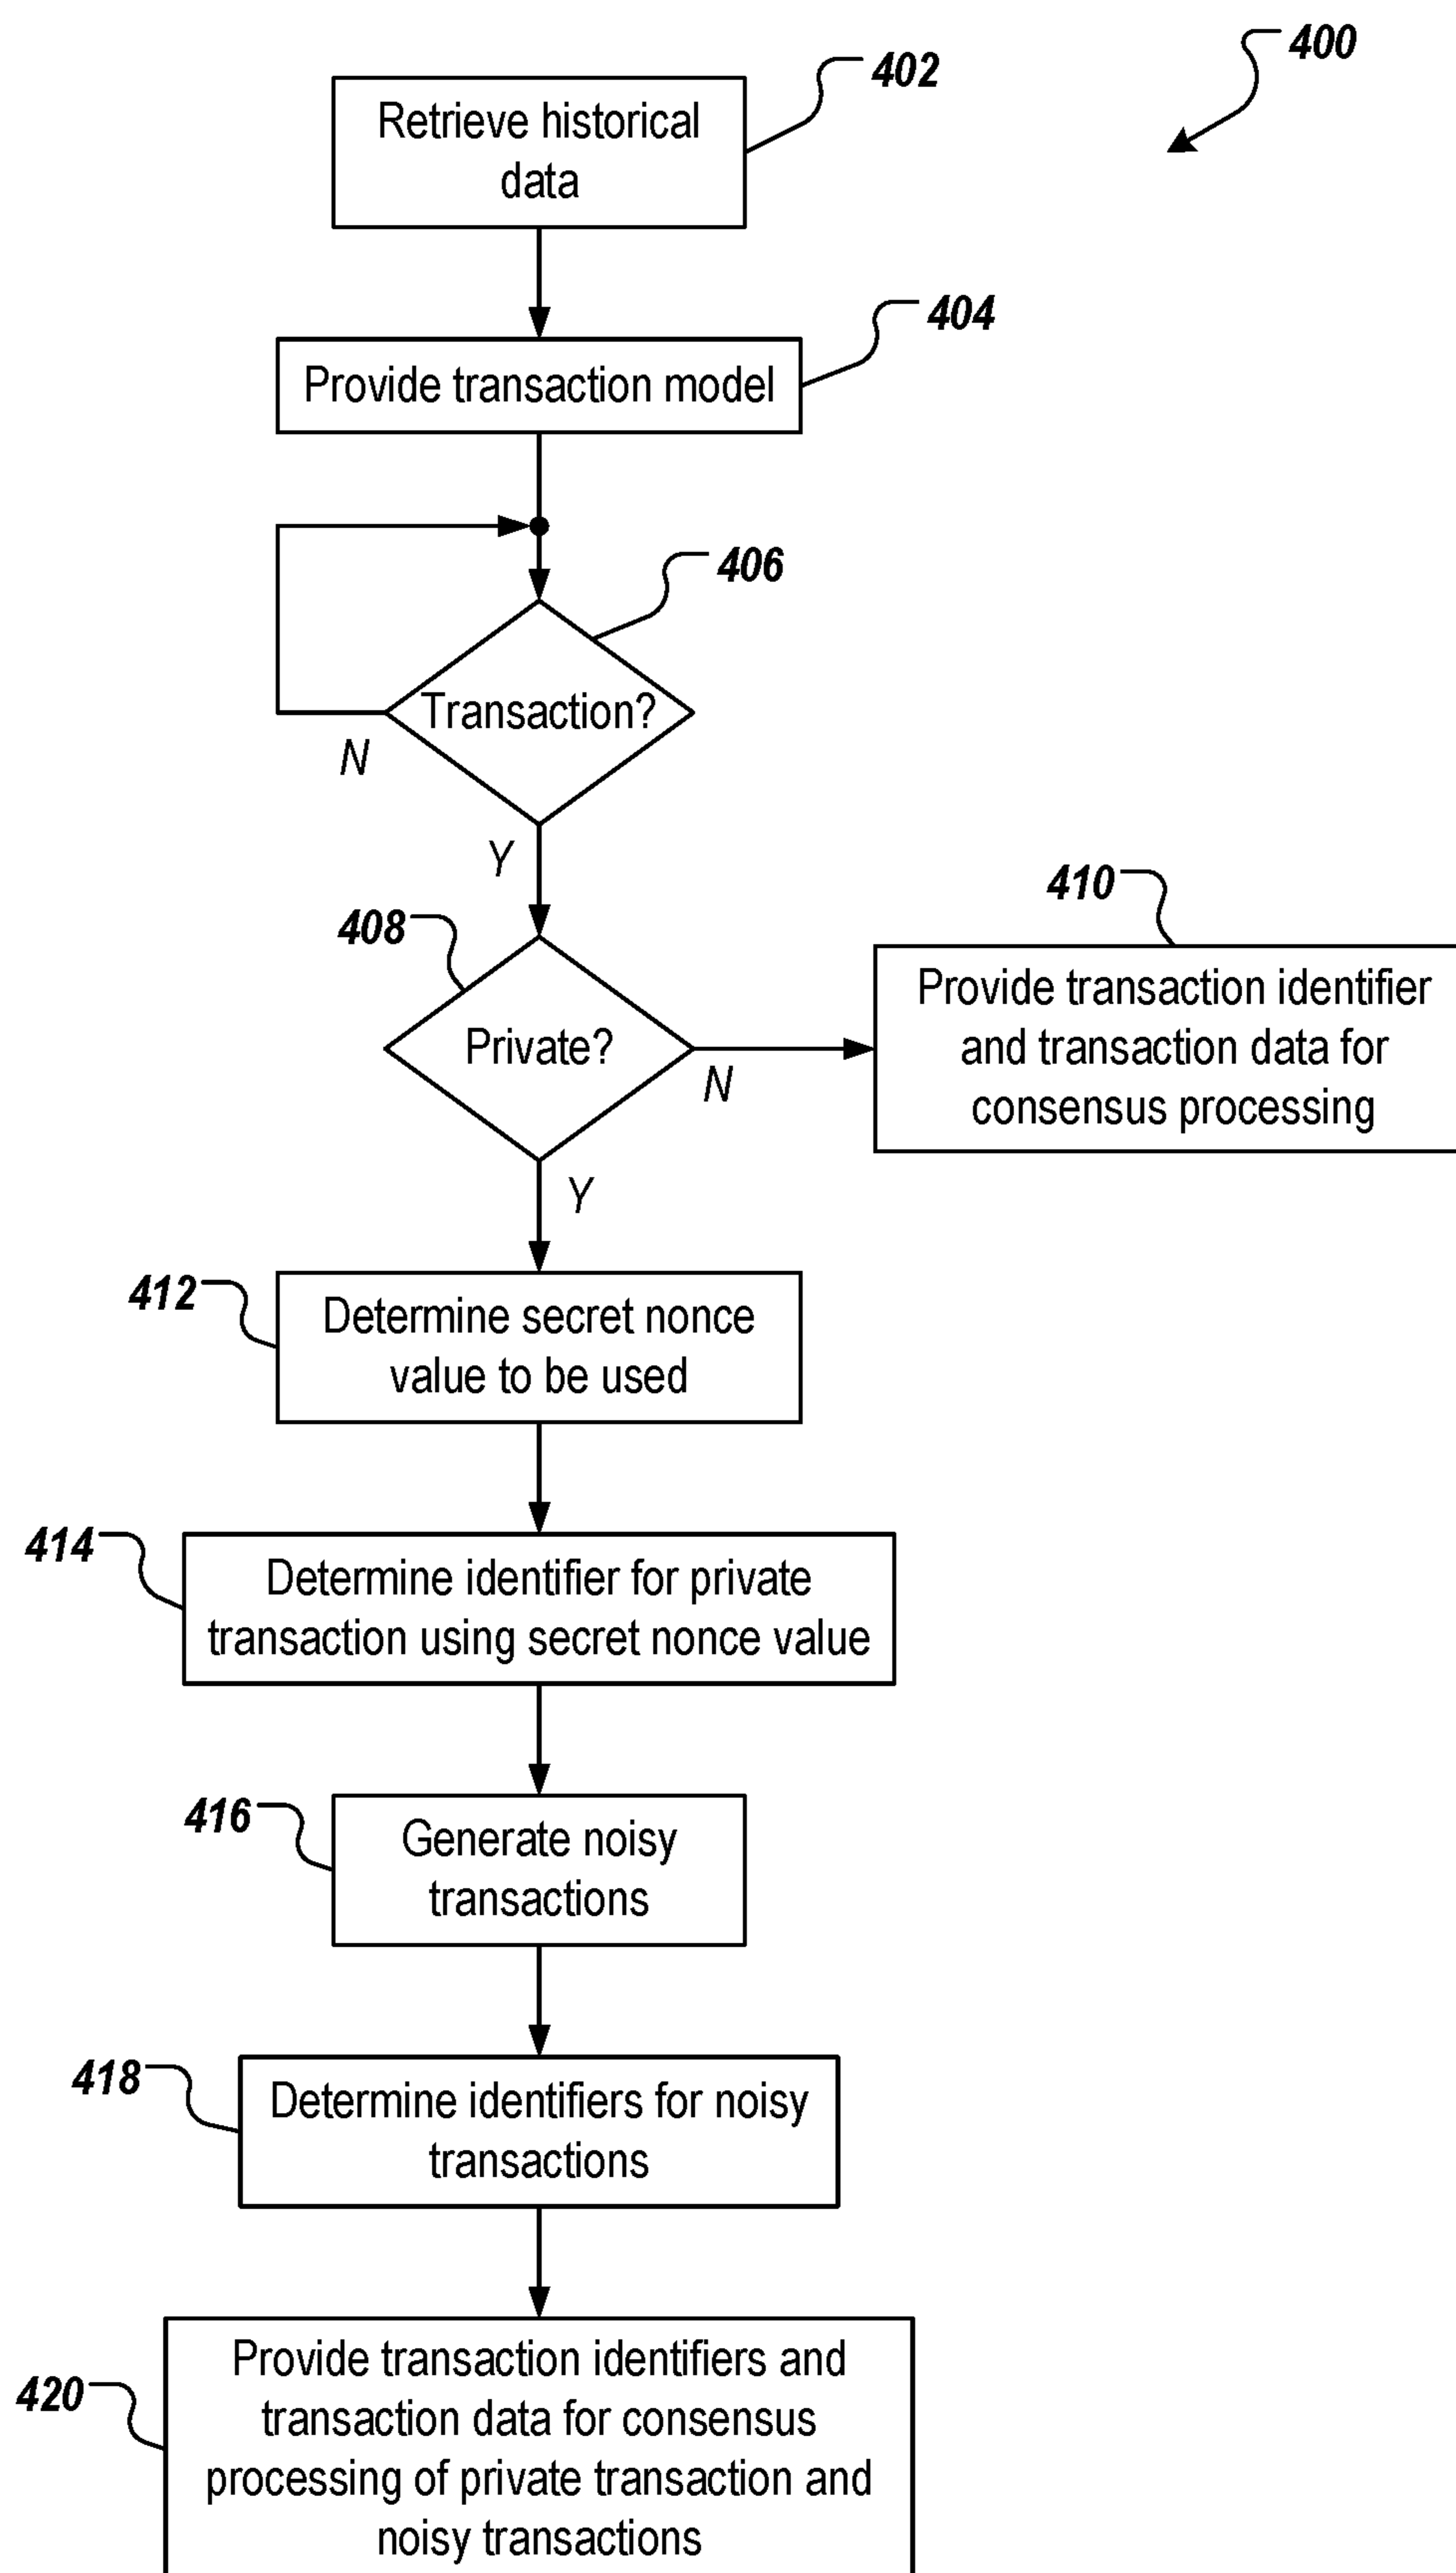 400
402
Retrieve historical
data
404
Provide transaction model
406
Transaction?
N
Y
408
Private?
N
410
Provide transaction identifier
and transaction data for
consensus processing
Y
412
Determine secret nonce
value to be used
414
Determine identifier for private
transaction using secret nonce value
416
Generate noisy
transactions
418
Determine identifiers for noisy
transactions
420
Provide transaction identifiers and
transaction data for consensus
processing of private transaction and
noisy transactions